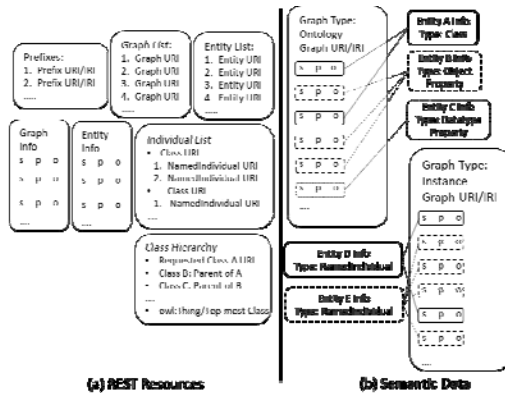 Prefixes:
1. Prefix URI/IRI
2. Prefix URI/IRI
.....
Graph List:
1. Graph URI
2. Graph URI
3. Graph URI
4. Graph URI
.....
Entity List:
1. Entity URI
2. Entity URI
3. Entity URI
4. Entity URI
.....
Graph
Info
s p o
s p o
s p o
....
Entity
Info
s p o
s p o
s p o
....
Individual List
• Class URI
1. NamedIndividual URI
2. NamedIndividual URI
• Class URI
1. NamedIndividual URI
....
Class Hierarchy
• Requested Class A URI
• Class B: Parent of A
• Class C: Parent of B
....
• owl:Thing/Top most Class
(a) REST Resources
Graph Type:
Ontology
Graph URI/IRI
s p o
s p o
s p o
s p o
s p o
s p o
....
Entity A Info
Type: Class
Entity B Info
Type: Object
Property
Entity C Info
Type: Datatype
Property
Graph Type:
Instance
Graph URI/IRI
s p o
s p o
s p o
s p o
s p o
s p o
....
Entity D Info
Type: NamedIndividual
Entity E Info
Type: NamedIndividual
(b) Semantic Data